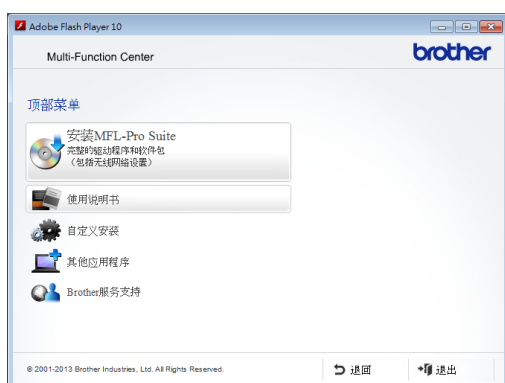 Adobe Flash Player 10
Multi-Function Center
brother
顶部菜单
安装MFL-Pro Suite
完整的驱动程序和软件包
(包括无线网络设置)
使用说明书
自定义安装
其他应用程序
Brother服务支持
© 2001-2013 Brother Industries, Ltd. All Rights Reserved.
退回
退出